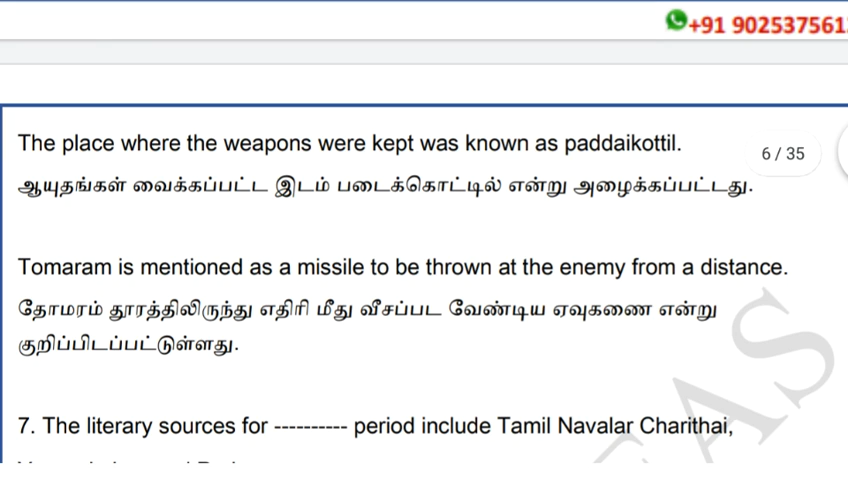 +91 902537561
The place where the weapons were kept was known as paddaikottil.
6 / 35
ஆயுதங்கள் வைக்கப்பட்ட இடம் படைக்கொட்டில் என்று அழைக்கப்பட்டது.
Tomaram is mentioned as a missile to be thrown at the enemy from a distance.
தோமரம் தூரத்திலிருந்து எதிரி மீது வீசப்பட வேண்டிய ஏவுகணை என்று
குறிப்பிடப்பட்டுள்ளது.
7. The literary sources for ---------- period include Tamil Navalar Charithai,